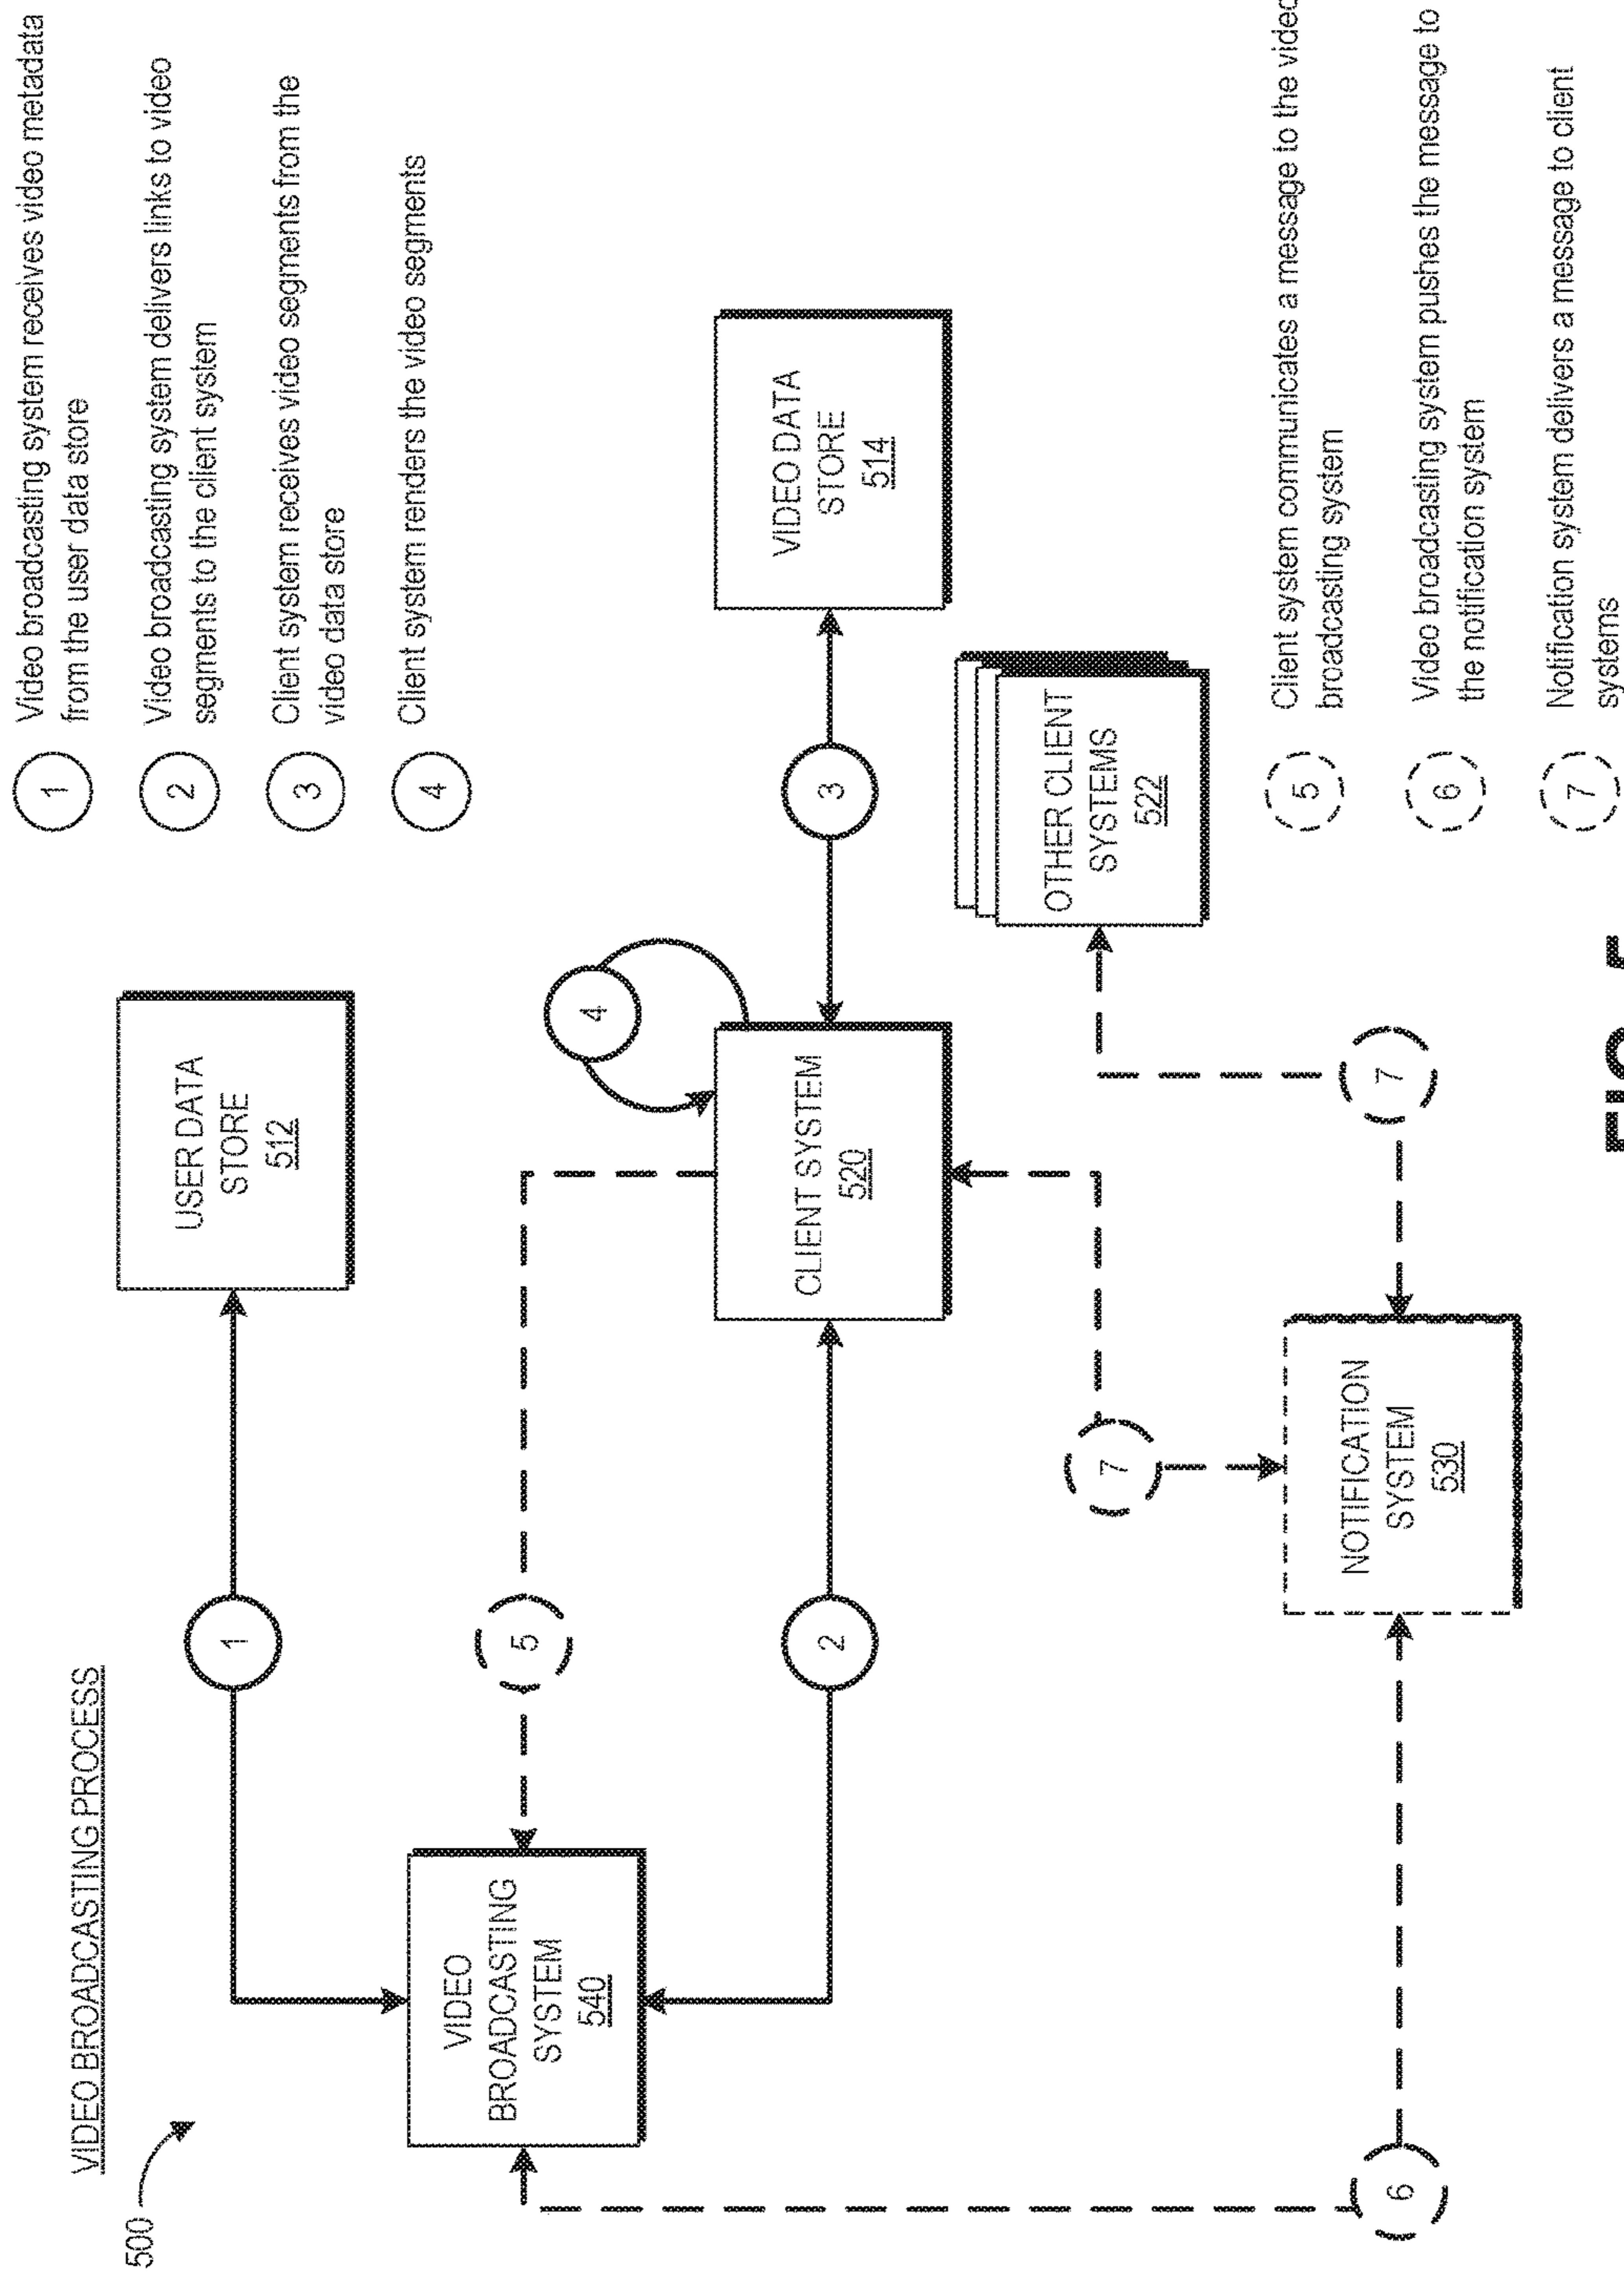 VIDEO BROADCASTING PROCESS
500
1
Video broadcasting system receives video metadata
from the user data store
2
Video broadcasting system delivers links to video
segments to the client system
3
Client system receives video segments from the
video data store
4
Client system renders the video segments
1
USER DATA
STORE
512
VIDEO
BROADCASTING
SYSTEM
540
5
2
4
CLIENT SYSTEM
520
3
VIDEO DATA
STORE
514
OTHER CLIENT
SYSTEMS
522
7
7
NOTIFICATION
SYSTEM
530
6
5
Client system communicates a message to the video
broadcasting system
6
Video broadcasting system pushes the message to
the notification system
7
Notification system delivers a message to client
systems